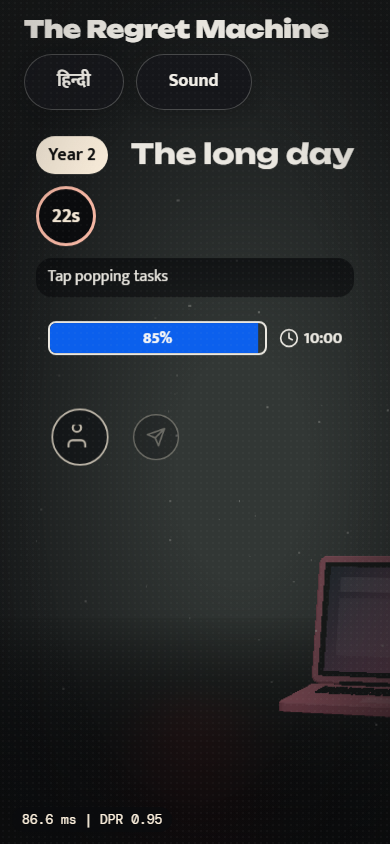 The Regret Machine
हिन्दी
Sound
Year 2
The long day
22s
Tap popping tasks
85%
10:00
86.6 ms | DPR 0.95